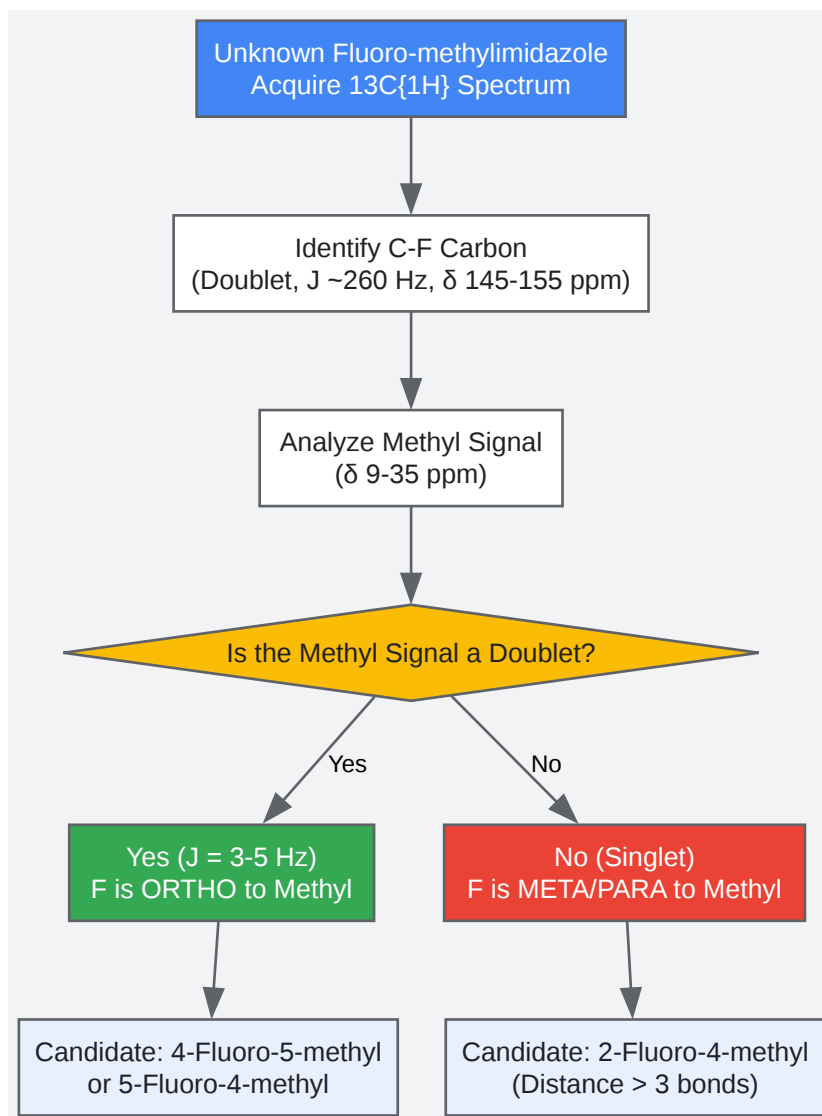 Unknown Fluoro-methylimidazole
Acquire 13C{1H} Spectrum
Identify C-F Carbon
(Doublet, J ~260 Hz, δ 145-155 ppm)
Analyze Methyl Signal
(δ 9-35 ppm)
Is the Methyl Signal a Doublet?
Yes
No
Yes (J = 3-5 Hz)
F is ORTHO to Methyl
No (Singlet)
F is META/PARA to Methyl
Candidate: 4-Fluoro-5-methyl
or 5-Fluoro-4-methyl
Candidate: 2-Fluoro-4-methyl
(Distance > 3 bonds)